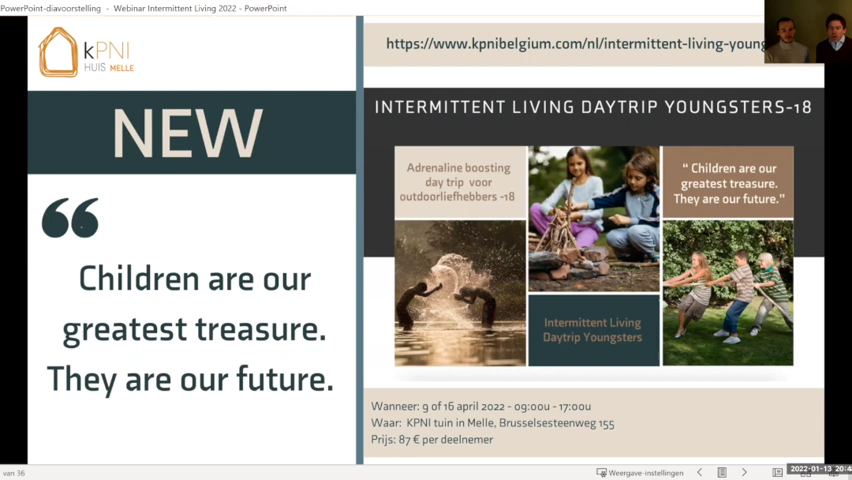 PowerPoint-diavoorstelling - Webinar Intermittent Living 2022 - PowerPoint
kPNI
HUIS MELLE
https://www.kpnibelgium.com/nl/intermittent-living-young
NEW
Children are our
greatest treasure.
They are our future.
INTERMITTENT LIVING DAYTRIP YOUNGSTERS-18
Adrenaline boosting
day trip voor
outdoorliefhebbers -18
“ Children are our
greatest treasure.
They are our future.”
Intermittent Living
Daytrip Youngsters
Wanneer: 9 of 16 april 2022 - 09:00u - 17:00u
Waar: KPNI tuin in Melle, Brusselsesteenweg 155
Prijs: 87 € per deelnemer
van 36
Weergave-instellingen
2022-01-13